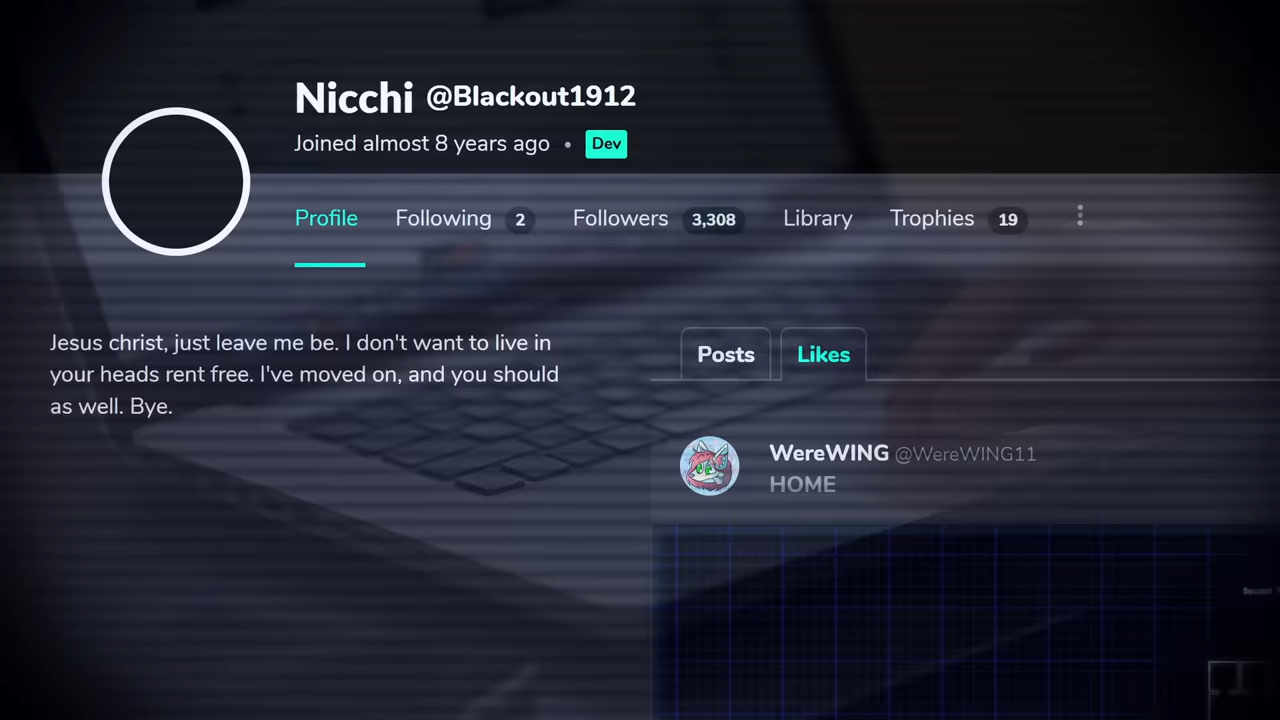 Nicchi @Blackout1912
Joined almost 8 years ago • Dev
Profile Following 2 Followers 3,308 Library Trophies 19
Jesus christ, just leave me be. I don't want to live in
your heads rent free. I've moved on, and you should
as well. Bye.
Posts Likes
WereWING @WereWING11
HOME
Second